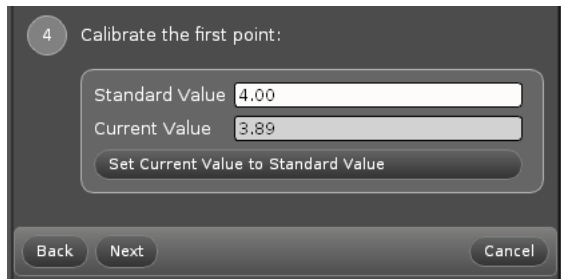 4 Calibrate the first point:
Standard Value 4.00
Current Value 3.89
Set Current Value to Standard Value
Back Next Cancel